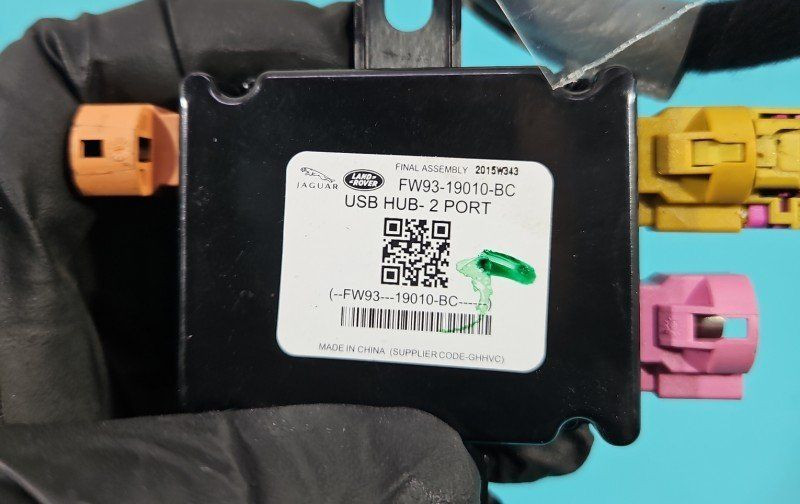 FINAL ASSEMBLY 2015W343
JAGUAR LAND ROVER FW93-19010-BC
USB HUB- 2 PORT
(--FW93---19010-BC-----)
MADE IN CHINA (SUPPLIER CODE-GHHVC)